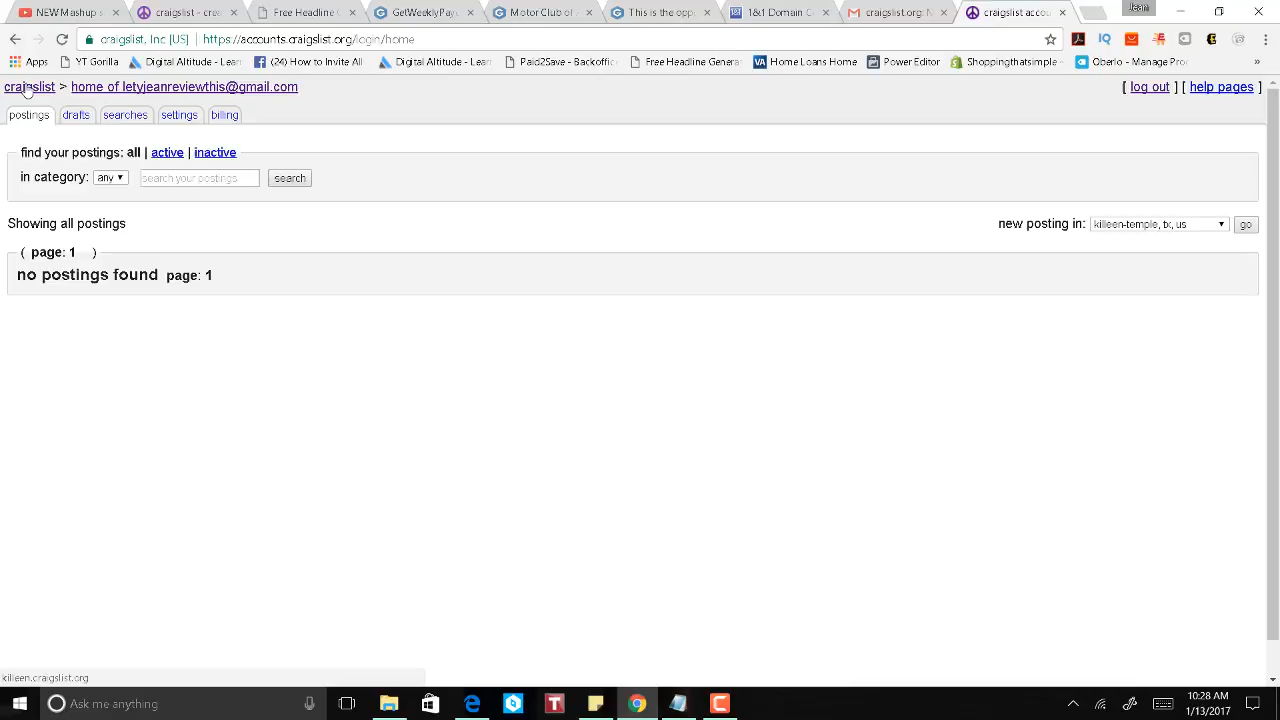 Jean
NEW Mashup s
craigslist - cre
Free Headline G
GetWeeklyPay
Motor Club of
This is the opp
1&1 Domain C
craigslist.org: N
craigslist accou
craigslist, Inc [US] https://accounts.craigslist.org/login/home
Apps YT Gorilla Digital Altitude - Lear (24) How to Invite All Digital Altitude - Lear Paid2Save - Backoffic Free Headline Genera VA Home Loans Home Power Editor Shoppingthatsimple Oberlo - Manage Pro »
craigslist > home of letyjeanreviewthis@gmail.com [ log out ] [ help pages ]
postings drafts searches settings billing
find your postings: all | active | inactive
in category: any search your postings search
Showing all postings new posting in: killeen-temple, tx, us go
( page: 1 )
no postings found page: 1
killeen.craigslist.org
Ask me anything
10:28 AM
1/13/2017